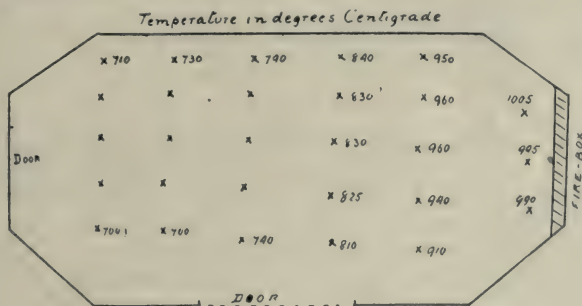 Temperature in degrees Centigrade
710 730 790 840 950
830 960 1005
Door 830 960 995 FIRE-BOX
825 940 990
700 740 810 910
DOOR